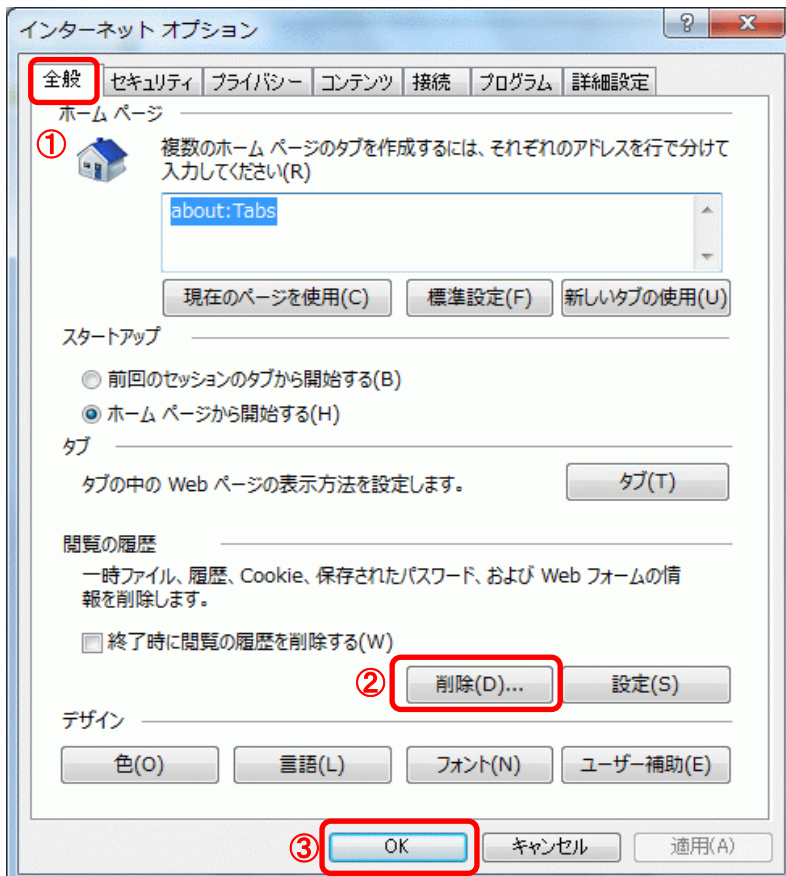 インターネット オプション
?
X
全般 セキュリティ プライバシー コンテンツ 接続 プログラム 詳細設定
ホーム ページ
①
複数のホーム ページのタブを作成するには、それぞれのアドレスを行で分けて
入力してください(R)
about:Tabs
現在のページを使用(C) 標準設定(F) 新しいタブの使用(U)
スタートアップ
前回のセッションのタブから開始する(B)
ホーム ページから開始する(H)
タブ
タブの中の Web ページの表示方法を設定します。 タブ(T)
閲覧の履歴
一時ファイル、履歴、Cookie、保存されたパスワード、および Web フォームの情
報を削除します。
終了時に閲覧の履歴を削除する(W)
② 削除(D)... 設定(S)
デザイン
色(O) 言語(L) フォント(N) ユーザー補助(E)
③ OK キャンセル 適用(A)